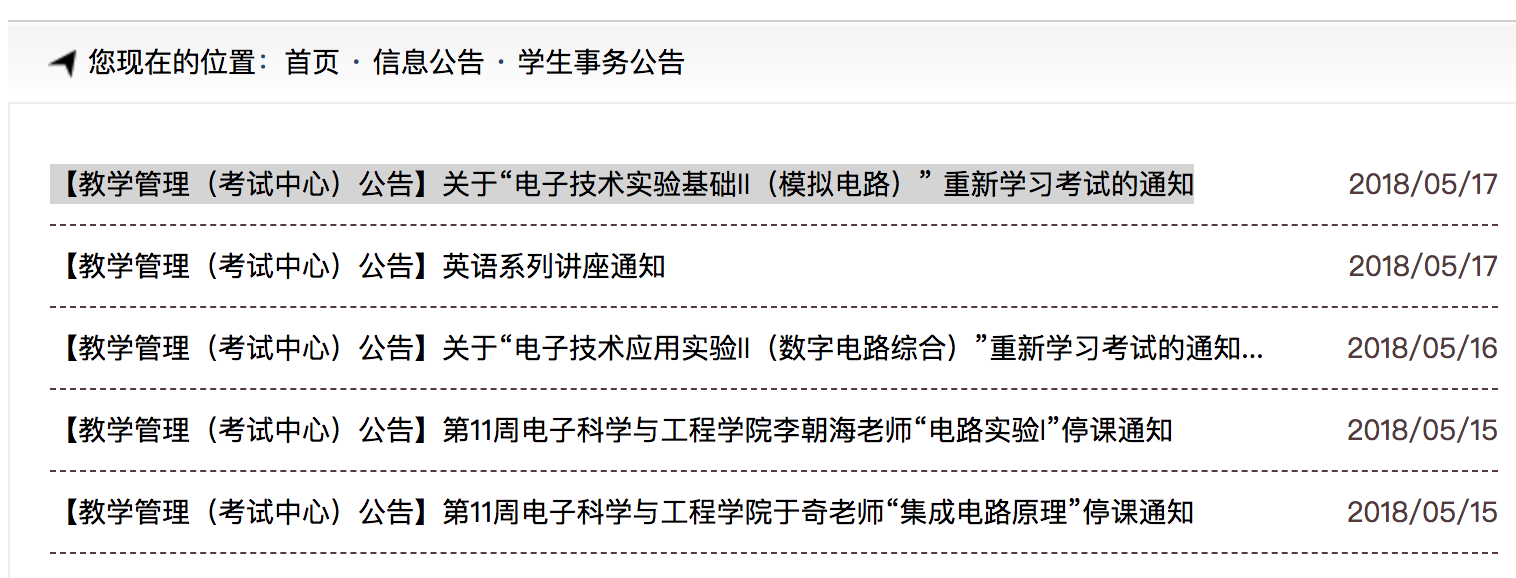 您现在的位置：首页 · 信息公告 · 学生事务公告
【教学管理（考试中心）公告】关于“电子技术实验基础II（模拟电路）” 重新学习考试的通知 2018/05/17
【教学管理（考试中心）公告】英语系列讲座通知 2018/05/17
【教学管理（考试中心）公告】关于“电子技术应用实验II（数字电路综合）”重新学习考试的通知... 2018/05/16
【教学管理（考试中心）公告】第11周电子科学与工程学院李朝海老师“电路实验I”停课通知 2018/05/15
【教学管理（考试中心）公告】第11周电子科学与工程学院于奇老师“集成电路原理”停课通知 2018/05/15